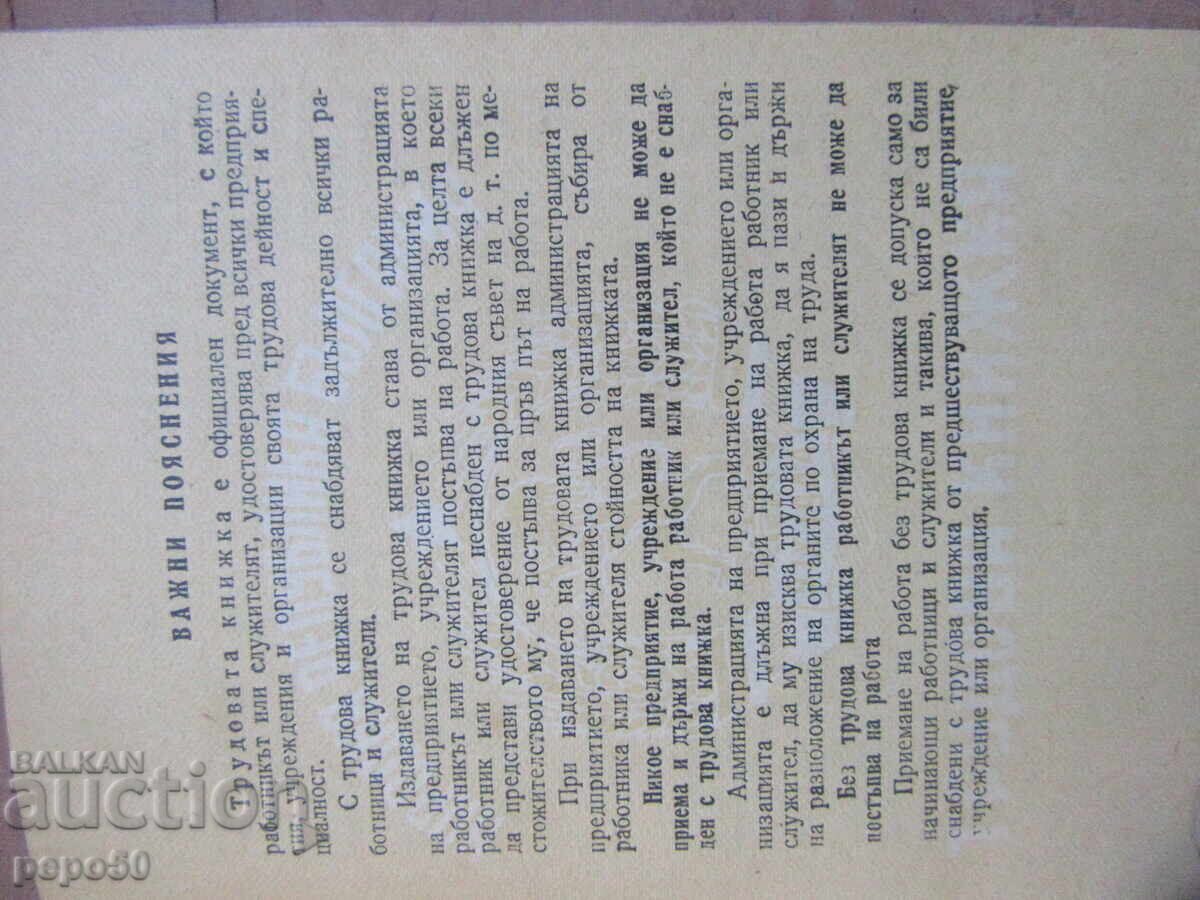 ВАЖНИ ПОЯСНЕНИЯ
Трудовата книжка е официален документ, с който
работникът или служителят, удостоверява пред всички предприя-
тия, учреждения и организации своята трудова дейност и спе-
циалност.
С трудова книжка се снабдяват задължително всички ра-
ботници и служители.
Издаването на трудова книжка става от администрацията
на предприятието, учреждението или организацията, в което
работникът или служителят постъпва на работа. За целта всеки
работник или служител неснабден с трудова книжка е длъжен
да представи удостоверение от народния съвет на д. т. по ме-
стожителството му, че постъпва за пръв път на работа.
При издаването на трудовата книжка администрацията на
предприятието, учреждението или организацията, събира от
работника или служителя стойността на книжката.
Никое предприятие, учреждение или организация не може да
приема и държи на работа работник или служител, който не е снаб-
ден с трудова книжка.
Администрацията на предприятието, учреждението или орга-
низацията е длъжна при приемане на работа работник или
служител, да му изисква трудовата книжка, да я пази и държи
на разположение на органите по охрана на труда.
Без трудова книжка работникът или служителят не може да
постъпва на работа
Приемане на работа без трудова книжка се допуска само за
начинаещи работници и служители и такива, които не са били
снабдени с трудова книжка от предшествуващото предприятие,
учреждение или организация,
BALKAN
auction
pepo50